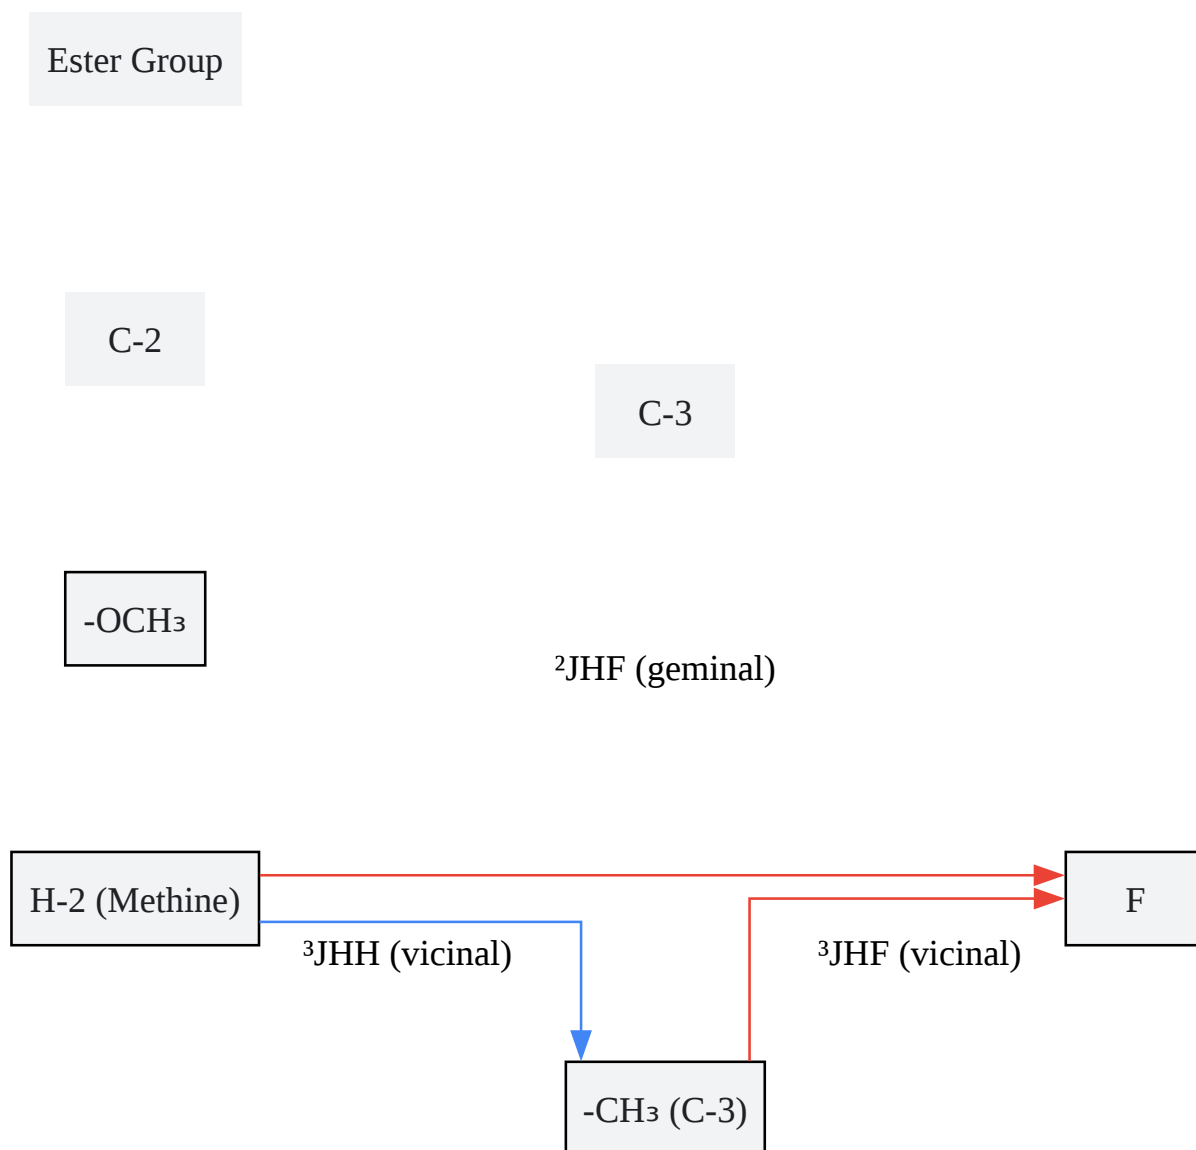 Ester Group
C-2
C-3
-OCH₃
²JHF (geminal)
H-2 (Methine)
F
³JHH (vicinal)
³JHF (vicinal)
-CH₃ (C-3)